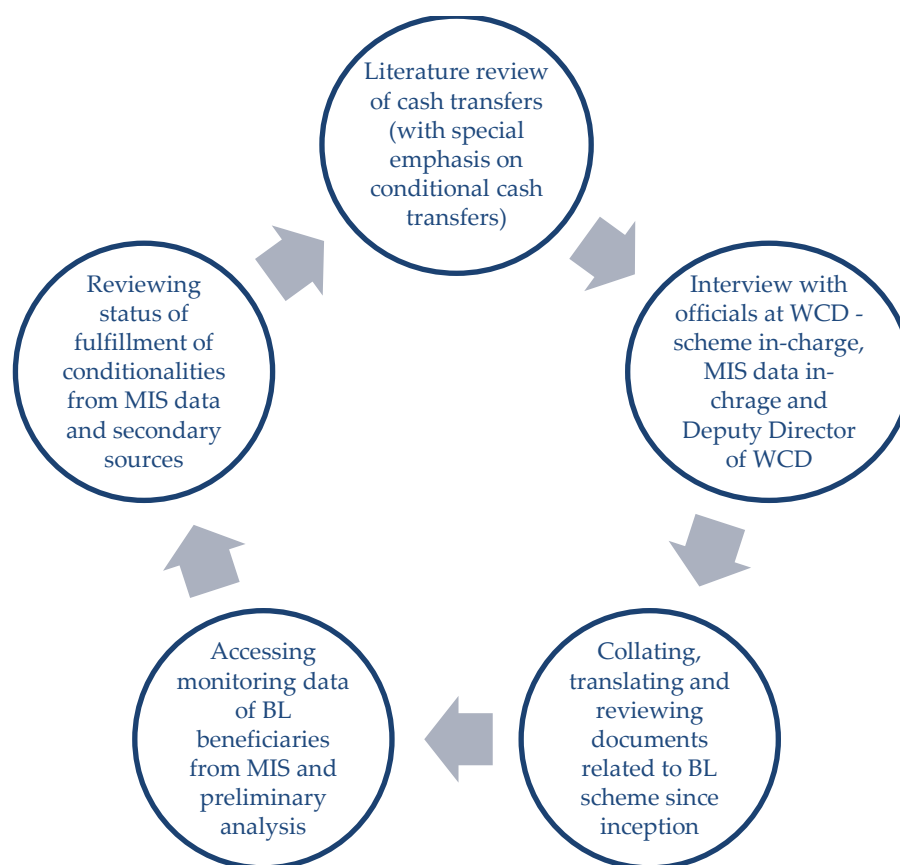 Literature review
of cash transfers
(with special
emphasis on
conditional cash
transfers)
Interview with
officials at WCD -
scheme in-charge,
MIS data in-
chrage and
Deputy Director
of WCD
Collating,
translating and
reviewing
documents
related to BL
scheme since
inception
Accessing
monitoring data
of BL
beneficiaries
from MIS and
preliminary
analysis
Reviewing
status of
fulfillment of
conditionalities
from MIS data
and secondary
sources